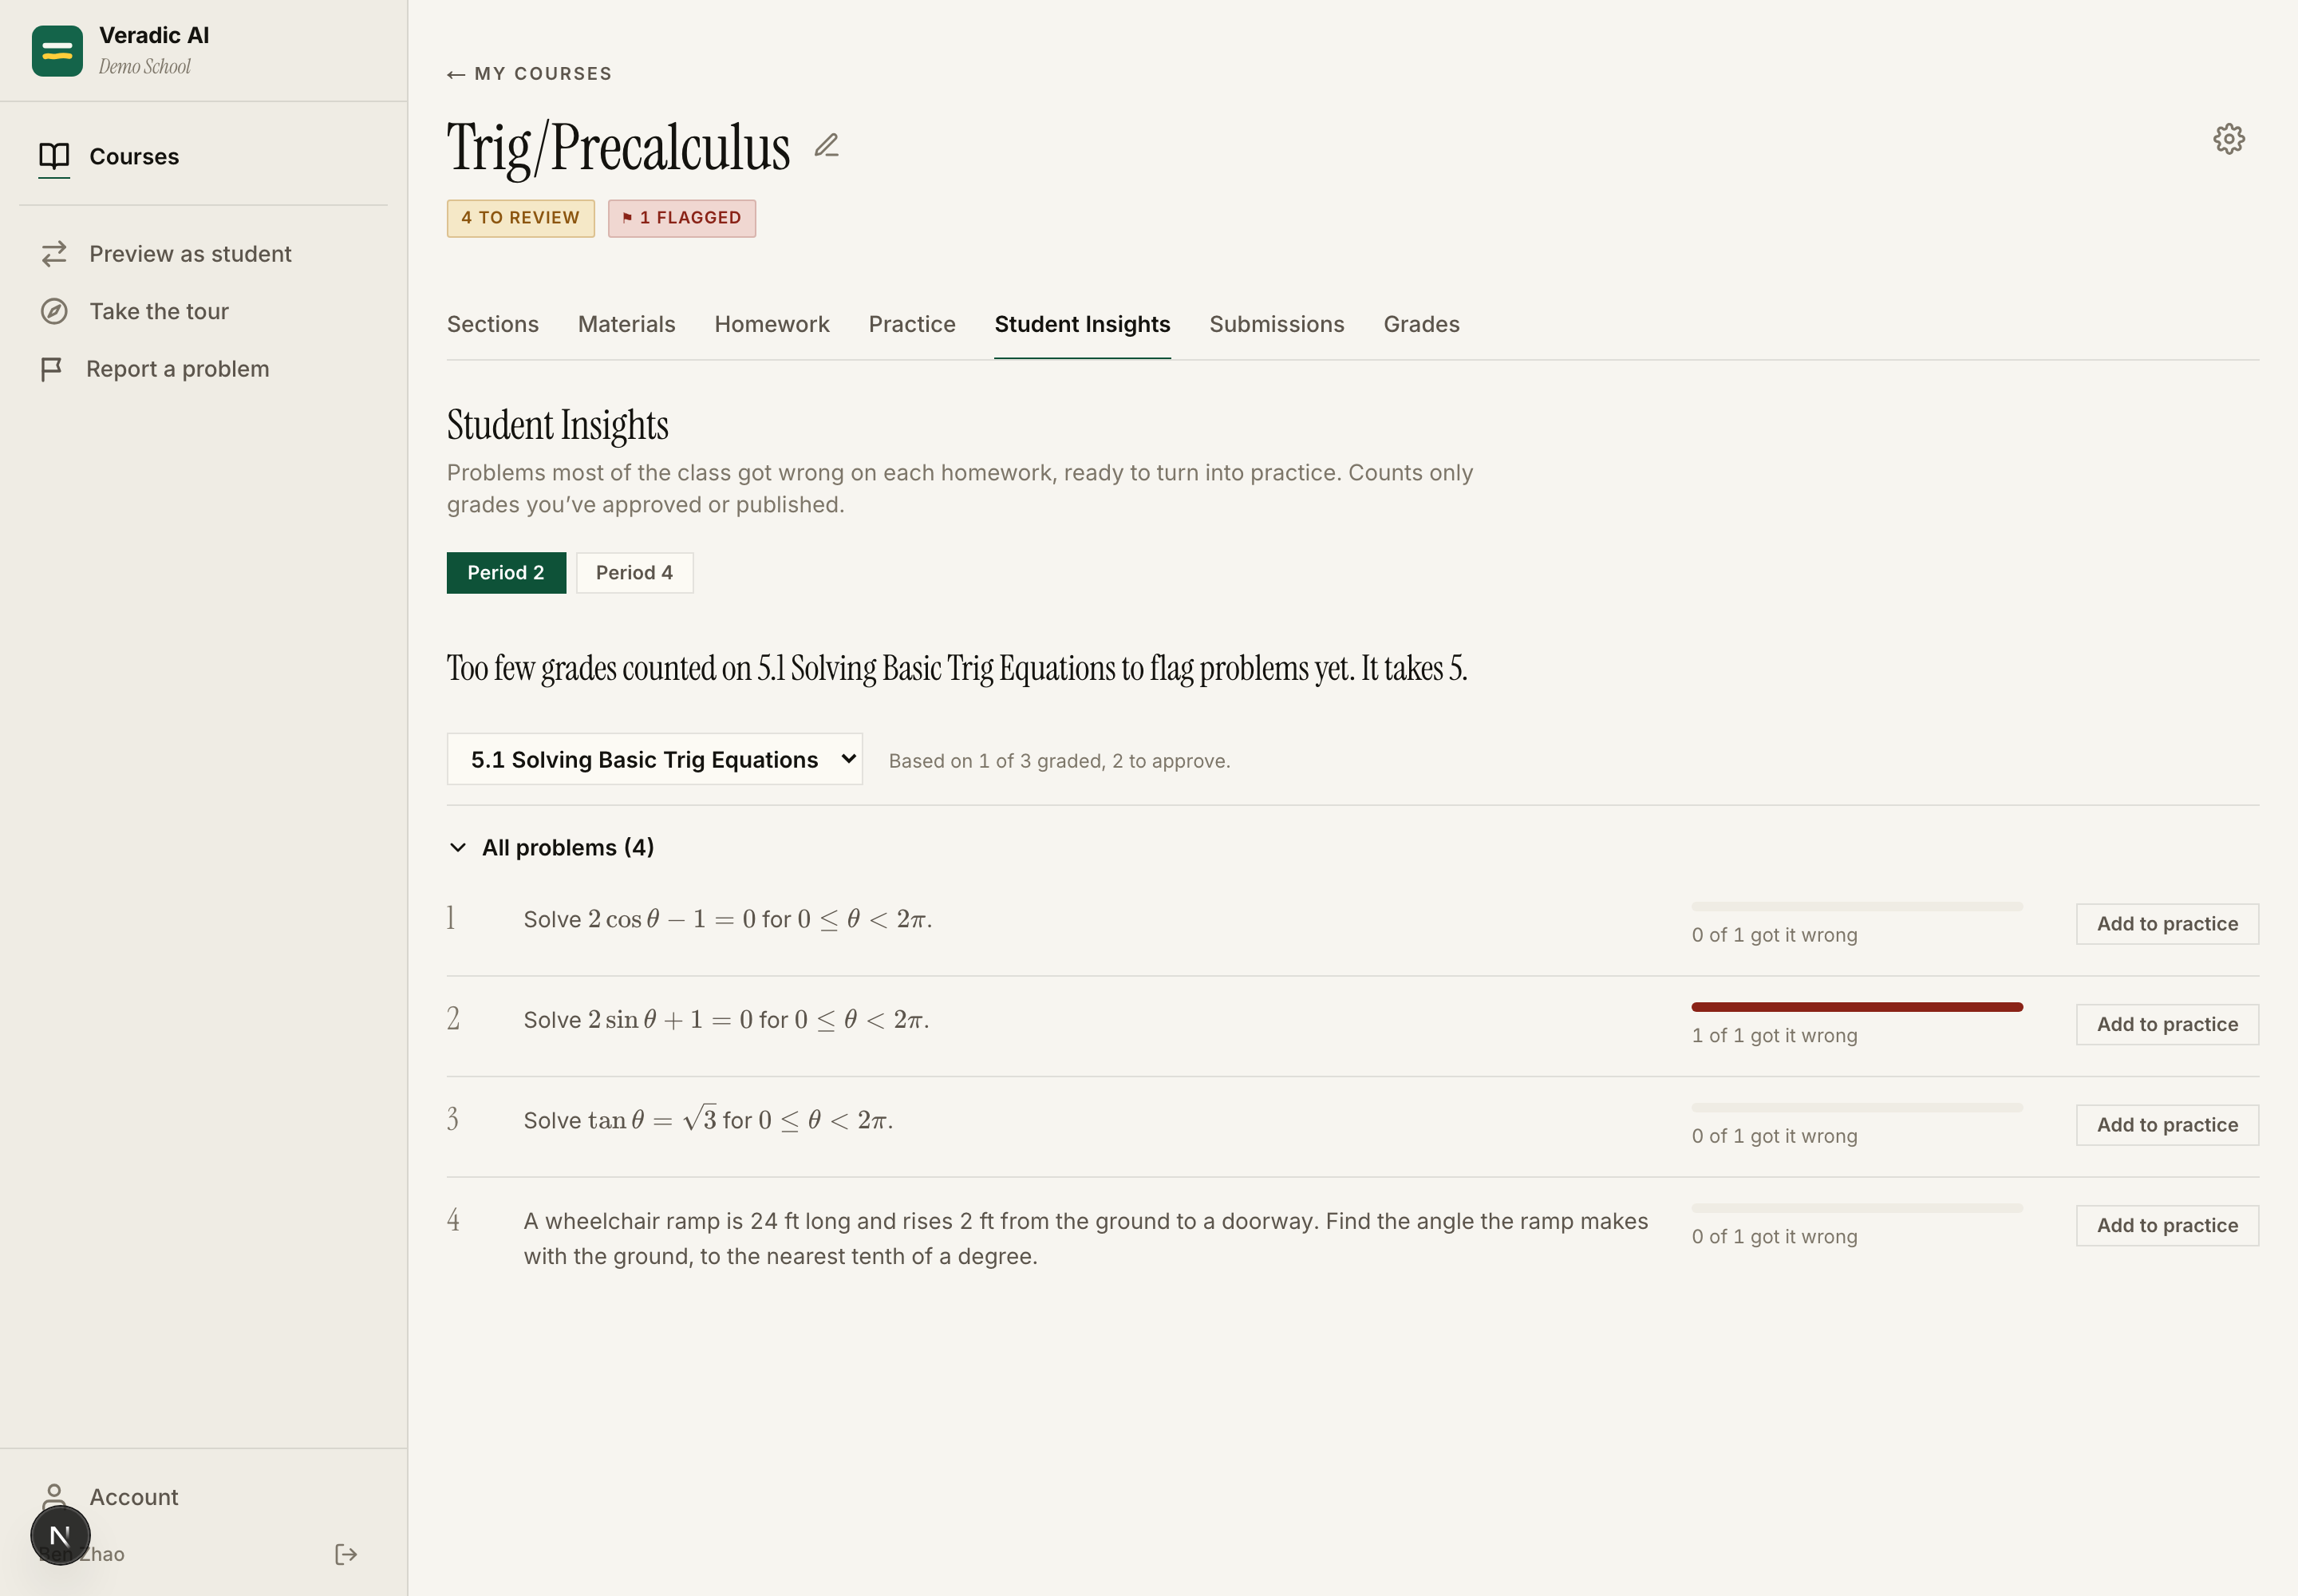 Veradic AI
Demo School
Courses
Preview as student
Take the tour
Report a problem
Account
Ben Zhao
← MY COURSES
Trig/Precalculus
4 TO REVIEW
1 FLAGGED
Sections Materials Homework Practice Student Insights Submissions Grades
Student Insights
Problems most of the class got wrong on each homework, ready to turn into practice. Counts only
grades you’ve approved or published.
Period 2
Period 4
Too few grades counted on 5.1 Solving Basic Trig Equations to flag problems yet. It takes 5.
5.1 Solving Basic Trig Equations
Based on 1 of 3 graded, 2 to approve.
All problems (4)
1
Solve 2 cos θ − 1 = 0 for 0 ≤ θ < 2π.
0 of 1 got it wrong
Add to practice
2
Solve 2 sin θ + 1 = 0 for 0 ≤ θ < 2π.
1 of 1 got it wrong
Add to practice
3
Solve tan θ = √3 for 0 ≤ θ < 2π.
0 of 1 got it wrong
Add to practice
4
A wheelchair ramp is 24 ft long and rises 2 ft from the ground to a doorway. Find the angle the ramp makes
with the ground, to the nearest tenth of a degree.
0 of 1 got it wrong
Add to practice